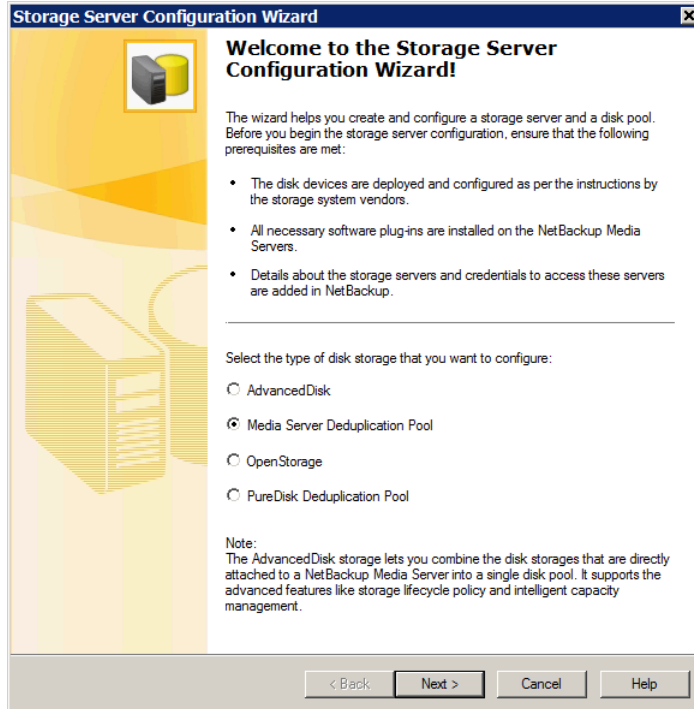 Storage Server Configuration Wizard
Welcome to the Storage Server
Configuration Wizard!
The wizard helps you create and configure a storage server and a disk pool.
Before you begin the storage server configuration, ensure that the following
prerequisites are met:
• The disk devices are deployed and configured as per the instructions by
the storage system vendors.
• All necessary software plug-ins are installed on the NetBackup Media
Servers.
• Details about the storage servers and credentials to access these servers
are added in NetBackup.
Select the type of disk storage that you want to configure:
AdvancedDisk
Media Server Deduplication Pool
OpenStorage
PureDisk Deduplication Pool
Note:
The AdvancedDisk storage lets you combine the disk storages that are directly
attached to a NetBackup Media Server into a single disk pool. It supports the
advanced features like storage lifecycle policy and intelligent capacity
management.
< Back Next > Cancel Help